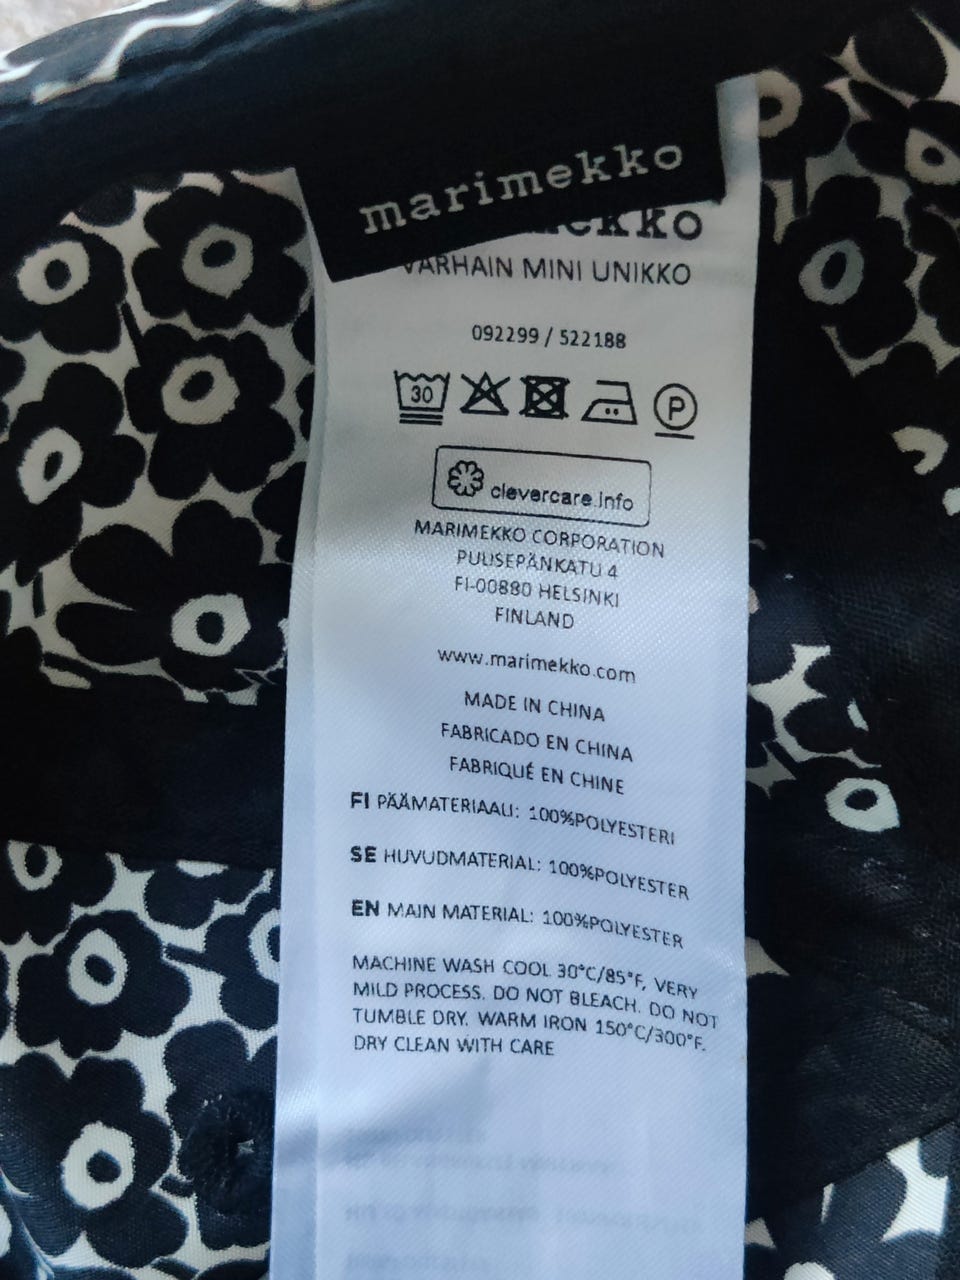 marimekko
VARHAIN MINI UNIKKO
092299 / 522188
30
P
clevercare.info
MARIMEKKO CORPORATION
PUUSEPÄNKATU 4
FI-00880 HELSINKI
FINLAND
www.marimekko.com
MADE IN CHINA
FABRICADO EN CHINA
FABRIQUÉ EN CHINE
FI PÄÄMATERIAALI: 100%POLYESTERI
SE HUVUDMATERIAL: 100%POLYESTER
EN MAIN MATERIAL: 100%POLYESTER
MACHINE WASH COOL 30°C/85°F, VERY
MILD PROCESS. DO NOT BLEACH. DO NOT
TUMBLE DRY. WARM IRON 150°C/300°F.
DRY CLEAN WITH CARE